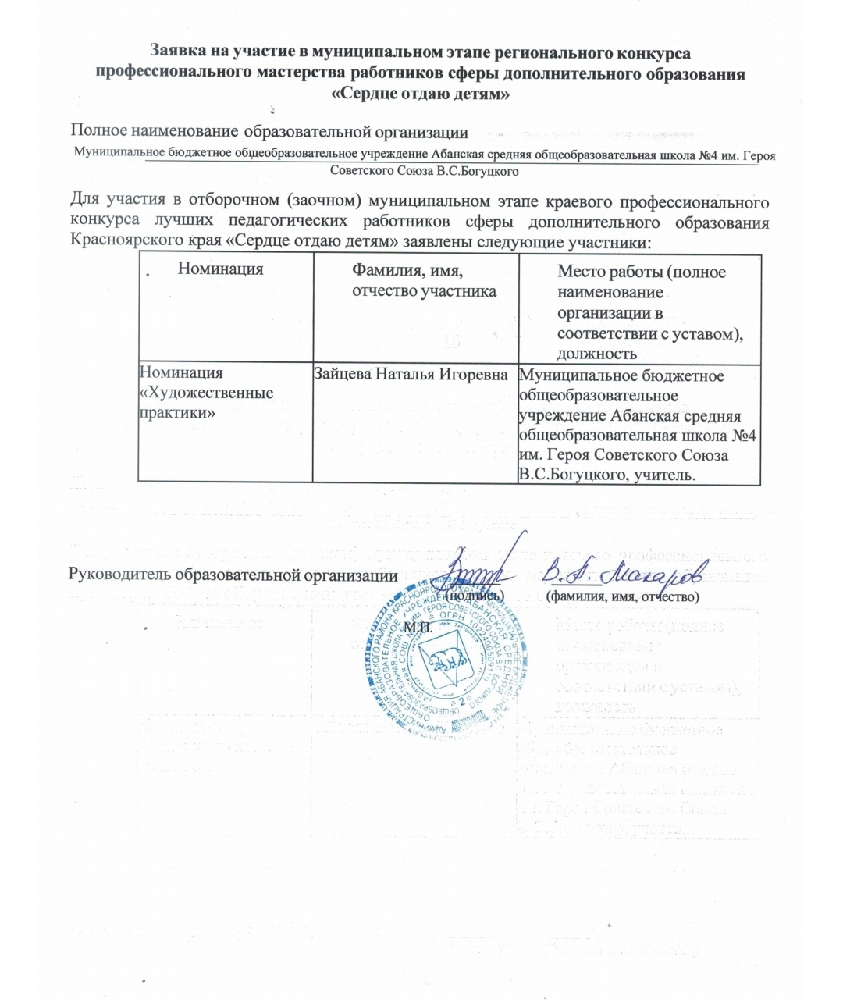 Заявка на участие в муниципальном этапе регионального конкурса
профессионального мастерства работников сферы дополнительного образования
«Сердце отдаю детям»
Полное наименование образовательной организации
Муниципальное бюджетное общеобразовательное учреждение Абанская средняя общеобразовательная школа №4 им. Героя
Советского Союза В.С.Богуцкого
Для участия в отборочном (заочном) муниципальном этапе краевого профессионального
конкурса лучших педагогических работников сферы дополнительного образования
Красноярского края «Сердце отдаю детям» заявлены следующие участники:
Номинация
Фамилия, имя,
отчество участника
Место работы (полное
наименование
организации в
соответствии с уставом),
должность
Номинация
«Художественные
практики»
Зайцева Наталья Игоревна
Муниципальное бюджетное
общеобразовательное
учреждение Абанская средняя
общеобразовательная школа №4
им. Героя Советского Союза
В.С.Богуцкого, учитель.
Руководитель образовательной организации
В.А. Макаров
(подпись)
(фамилия, имя, отчество)
М.П.